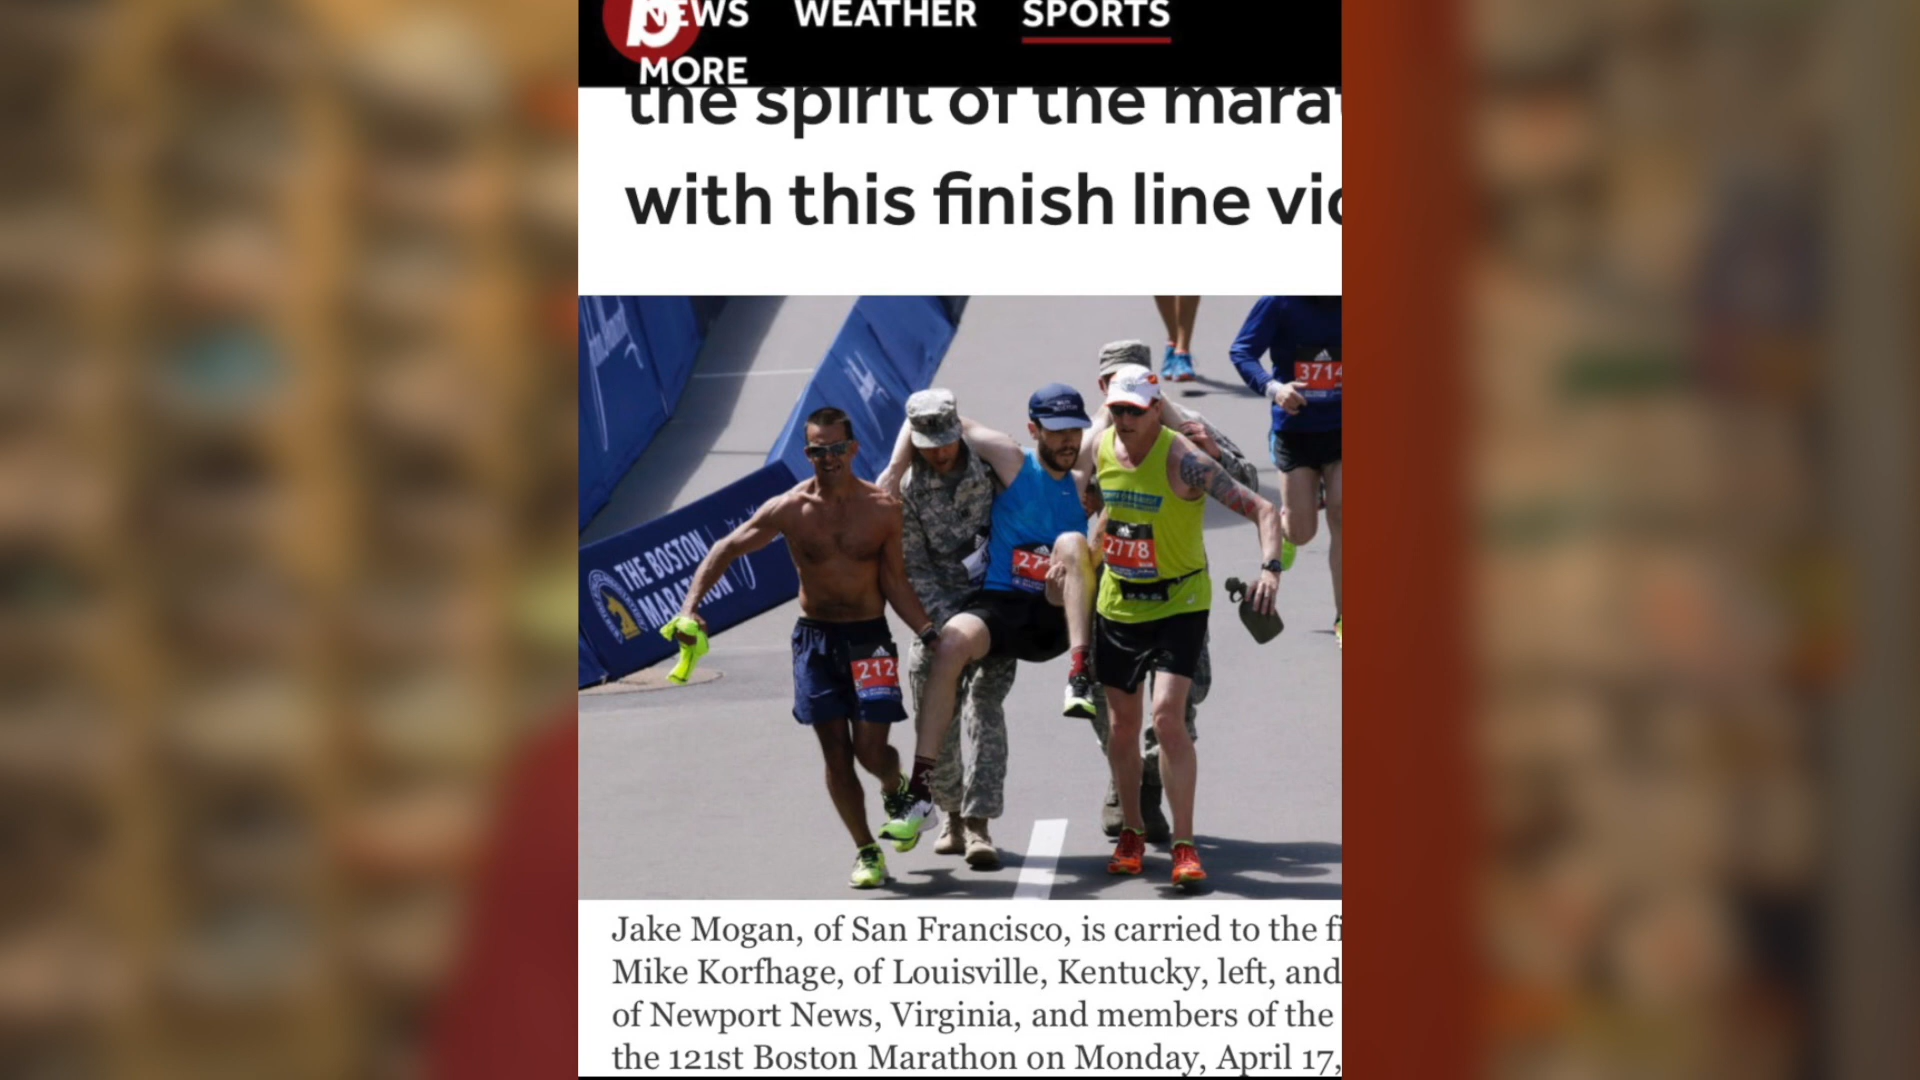 NEWS WEATHER SPORTS
MORE
the spirit of the mara
with this finish line vi
3714
THE BOSTON
MARATHON
2778
27
212
Jake Mogan, of San Francisco, is carried to the fi
Mike Korfhage, of Louisville, Kentucky, left, and
of Newport News, Virginia, and members of the
the 121st Boston Marathon on Monday, April 17,